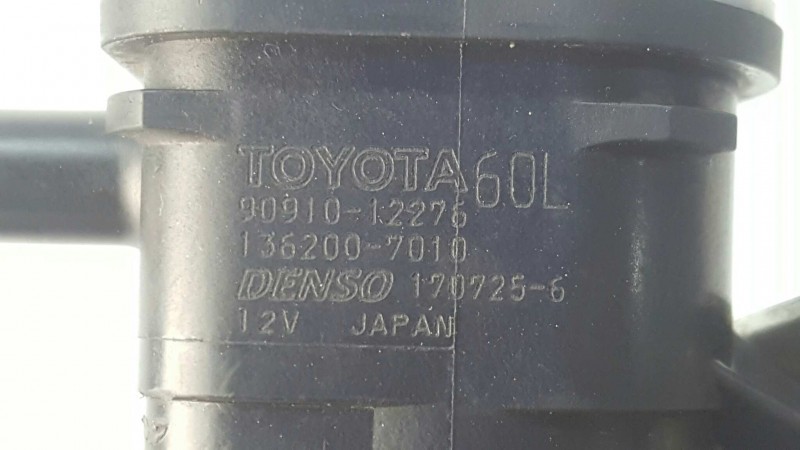 TOYOTA 60L
90910-12276
136200-7010
DENSO 170725-6
12V JAPAN